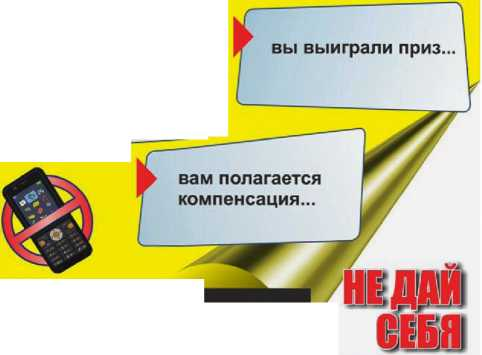 вы выиграли приз...
вам полагается
компенсация...
НЕ ДАЙ
СЕБЯ